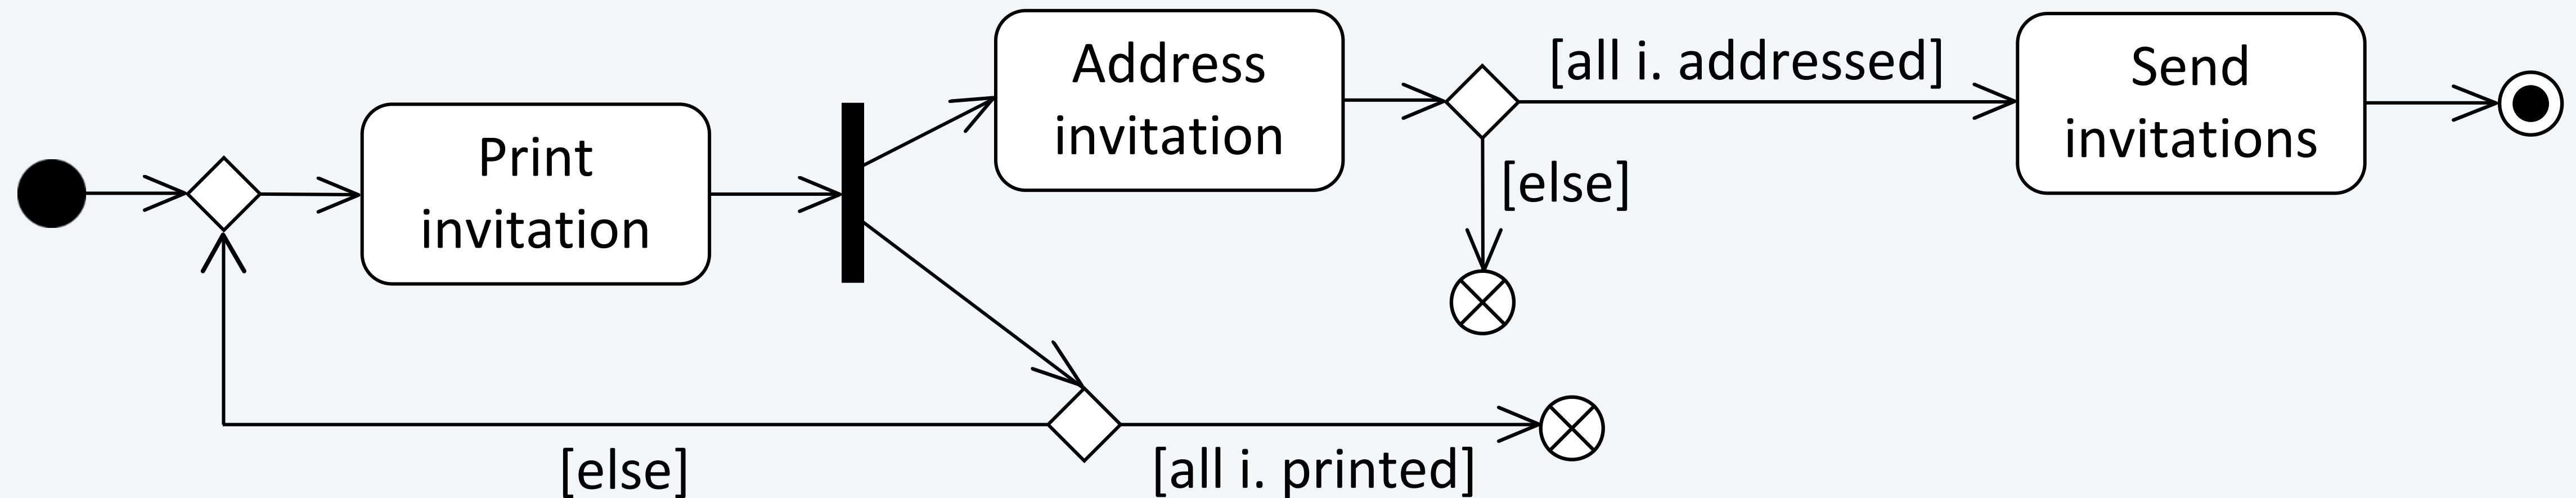 Print
invitation
Address
invitation
[all i. addressed]
[else]
Send
invitations
[else]
[all i. printed]